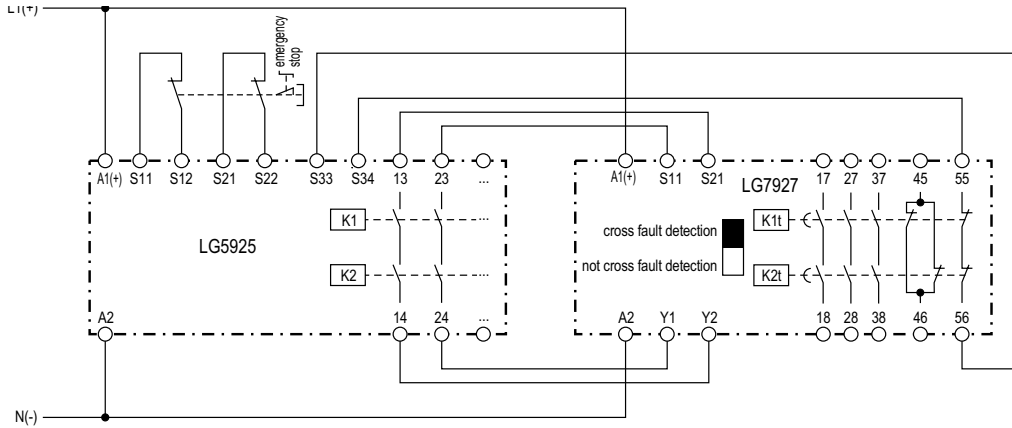 L1(+)
emergency
stop
A1(+) S11 S12 S21 S22 S33 S34 13 23 ...
A1(+) S11 S21 LG7927 17 27 37 45 55
K1 ...
LG5925
K2 ...
cross fault detection K1t
not cross fault detection K2t
A2 14 24 ...
A2 Y1 Y2 18 28 38 46 56
N(-)